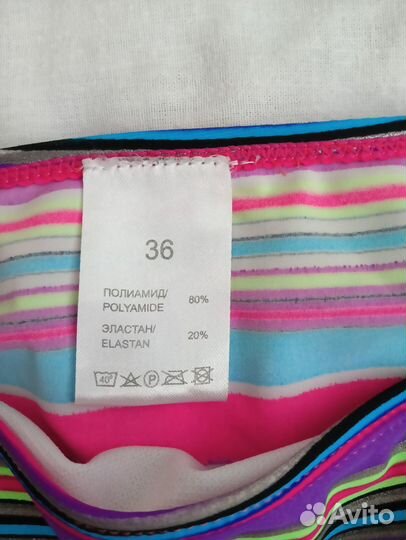 36
ПОЛИАМИД/
POLYAMIDE 80%
ЭЛАСТАН/
ELASTAN 20%
40°
P
Avito